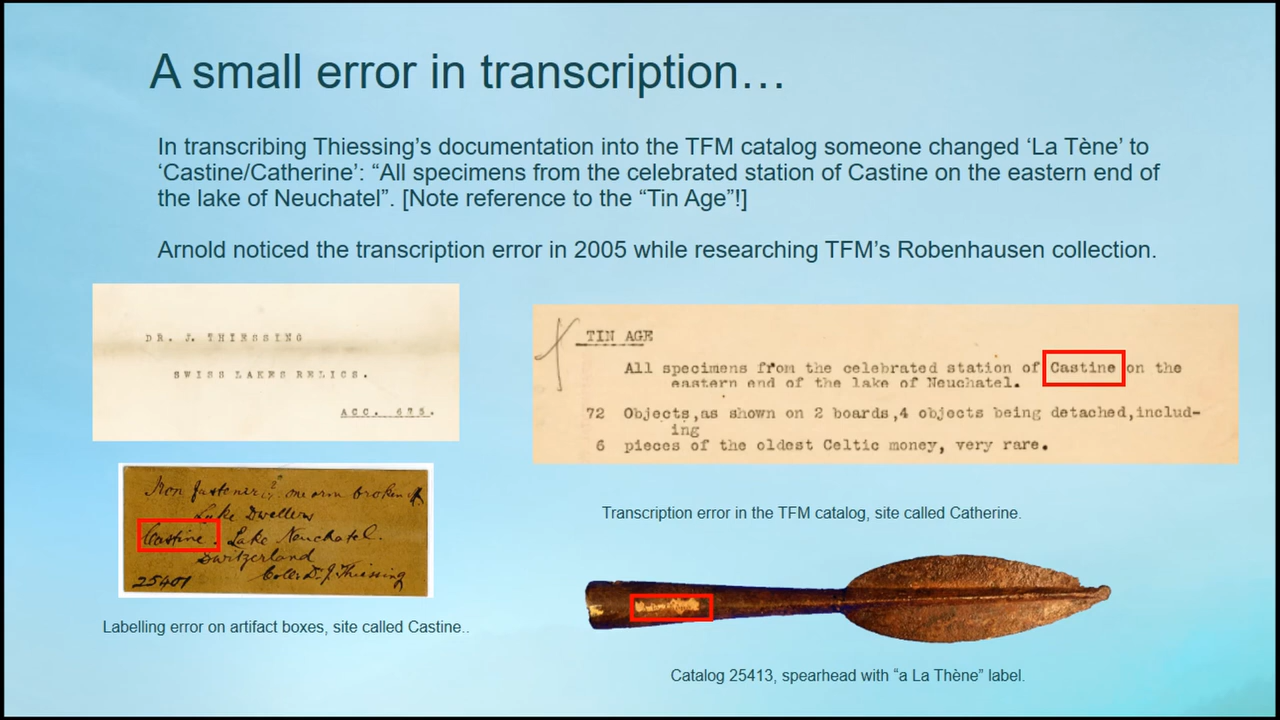 A small error in transcription…
In transcribing Thiessing’s documentation into the TFM catalog someone changed ‘La Tène’ to
‘Castine/Catherine’: “All specimens from the celebrated station of Castine on the eastern end of
the lake of Neuchatel”. [Note reference to the “Tin Age”!]
Arnold noticed the transcription error in 2005 while researching TFM’s Robenhausen collection.
DR. J. THIESSING
SWISS LAKES RELICS.
ACC. 675.
Iron fastener(?) one arm broken off
Lake Dwellers
Castine. Lake Neuchatel.
Switzerland
25401 Coll: Dr. J. Thiessing
Labelling error on artifact boxes, site called Castine..
TIN AGE
All specimens from the celebrated station of Castine on the
eastern end of the lake of Neuchatel.
72 Objects,as shown on 2 boards,4 objects being detached,includ-
ing
6 pieces of the oldest Celtic money, very rare.
Transcription error in the TFM catalog, site called Catherine.
Catalog 25413, spearhead with “a La Thène” label.